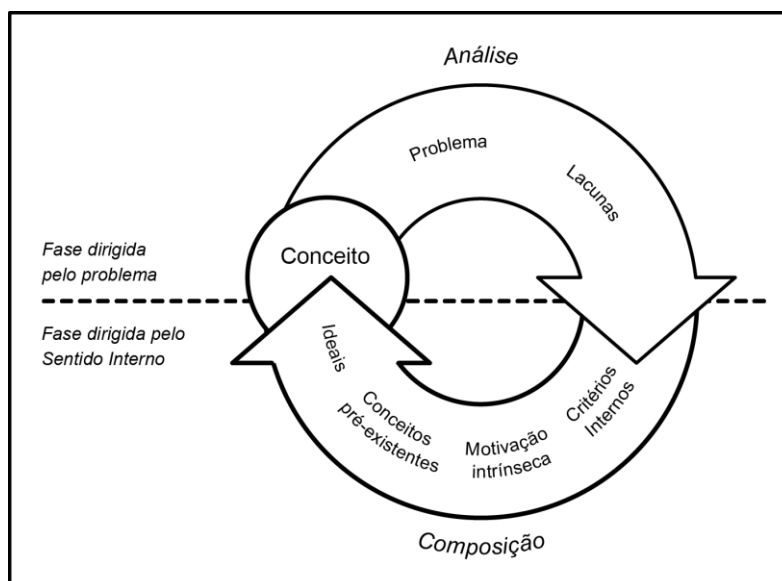 Análise
Problema
Lacunas
Conceito
Fase dirigida
pelo problema
Fase dirigida pelo
Sentido Interno
Ideais
Conceitos
pré-existentes
Motivação
intrínseca
Critérios
Internos
Composição